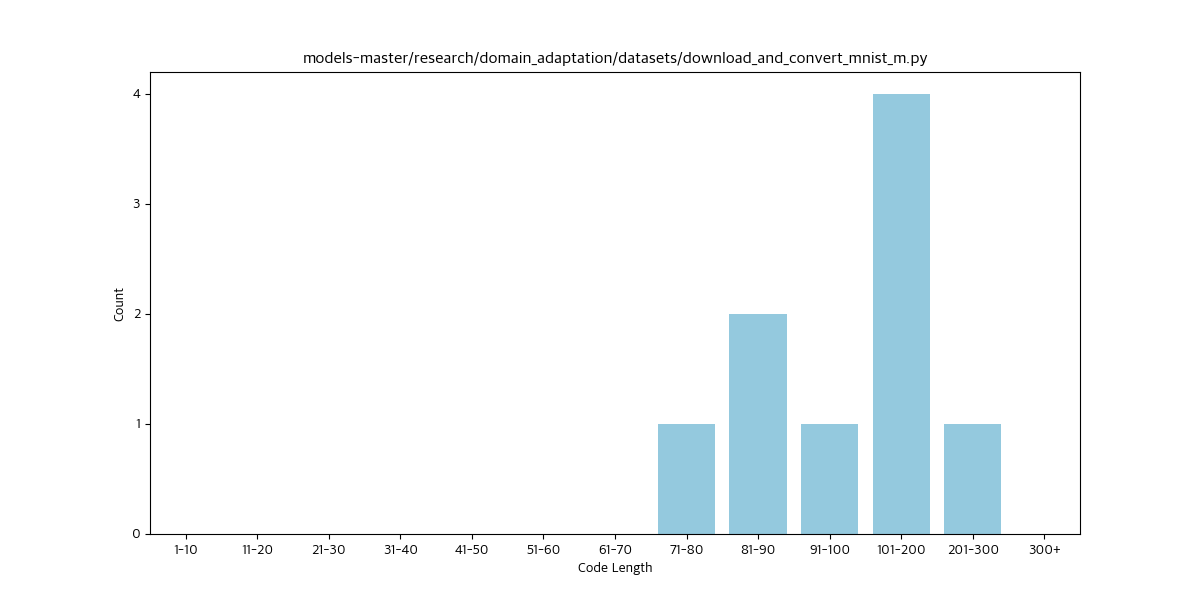 models-master/research/domain_adaptation/datasets/download_and_convert_mnist_m.py
4
3
2
1
0
Count
1-10 11-20 21-30 31-40 41-50 51-60 61-70 71-80 81-90 91-100 101-200 201-300 300+
Code Length